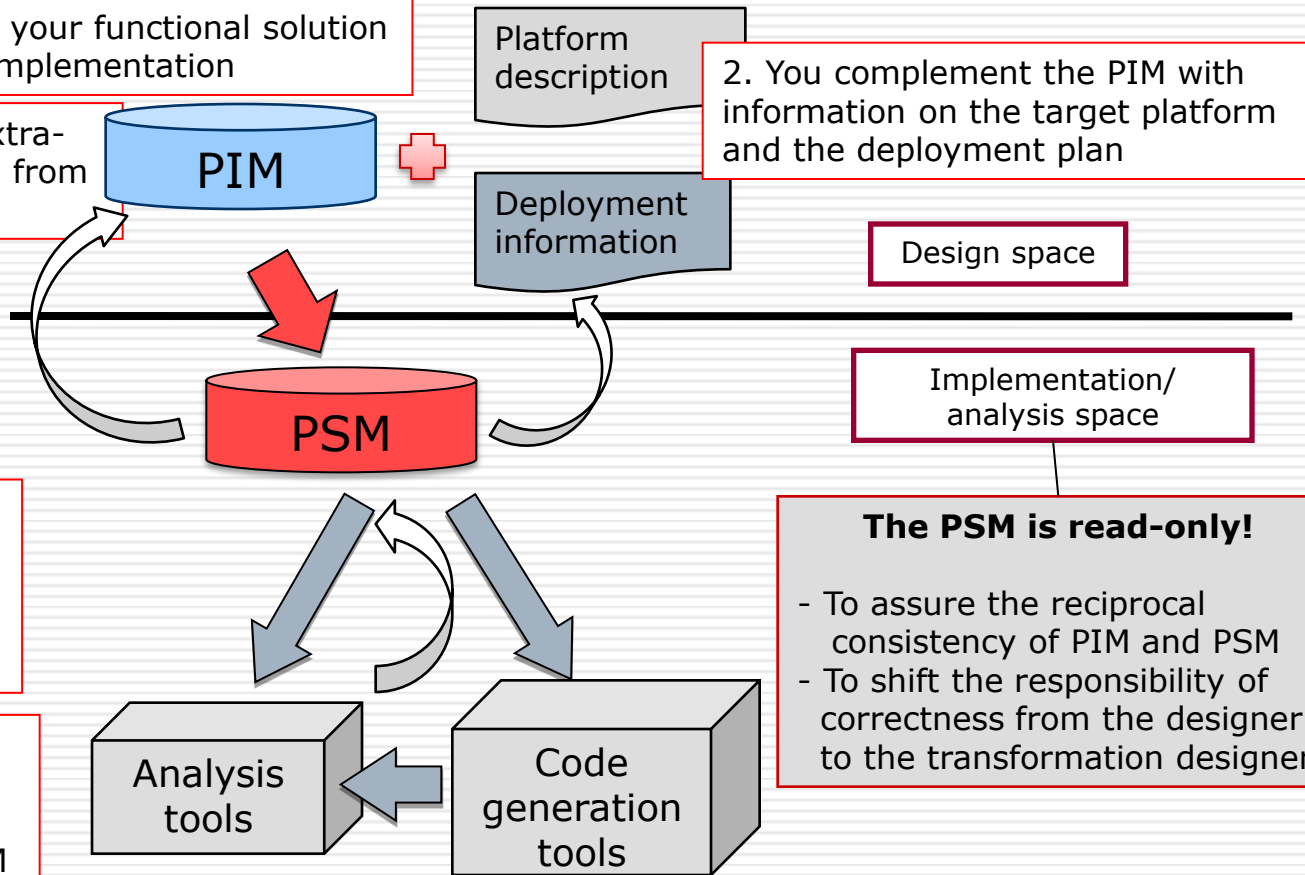 your functional solution
mplementation
Platform
description
2. You complement the PIM with
information on the target platform
and the deployment plan
xtra-
from
PIM
Deployment
information
Design space
Implementation/
analysis space
PSM
The PSM is read-only!
- To assure the reciprocal
consistency of PIM and PSM
- To shift the responsibility of
correctness from the designer
to the transformation designer
Analysis
tools
Code
generation
tools